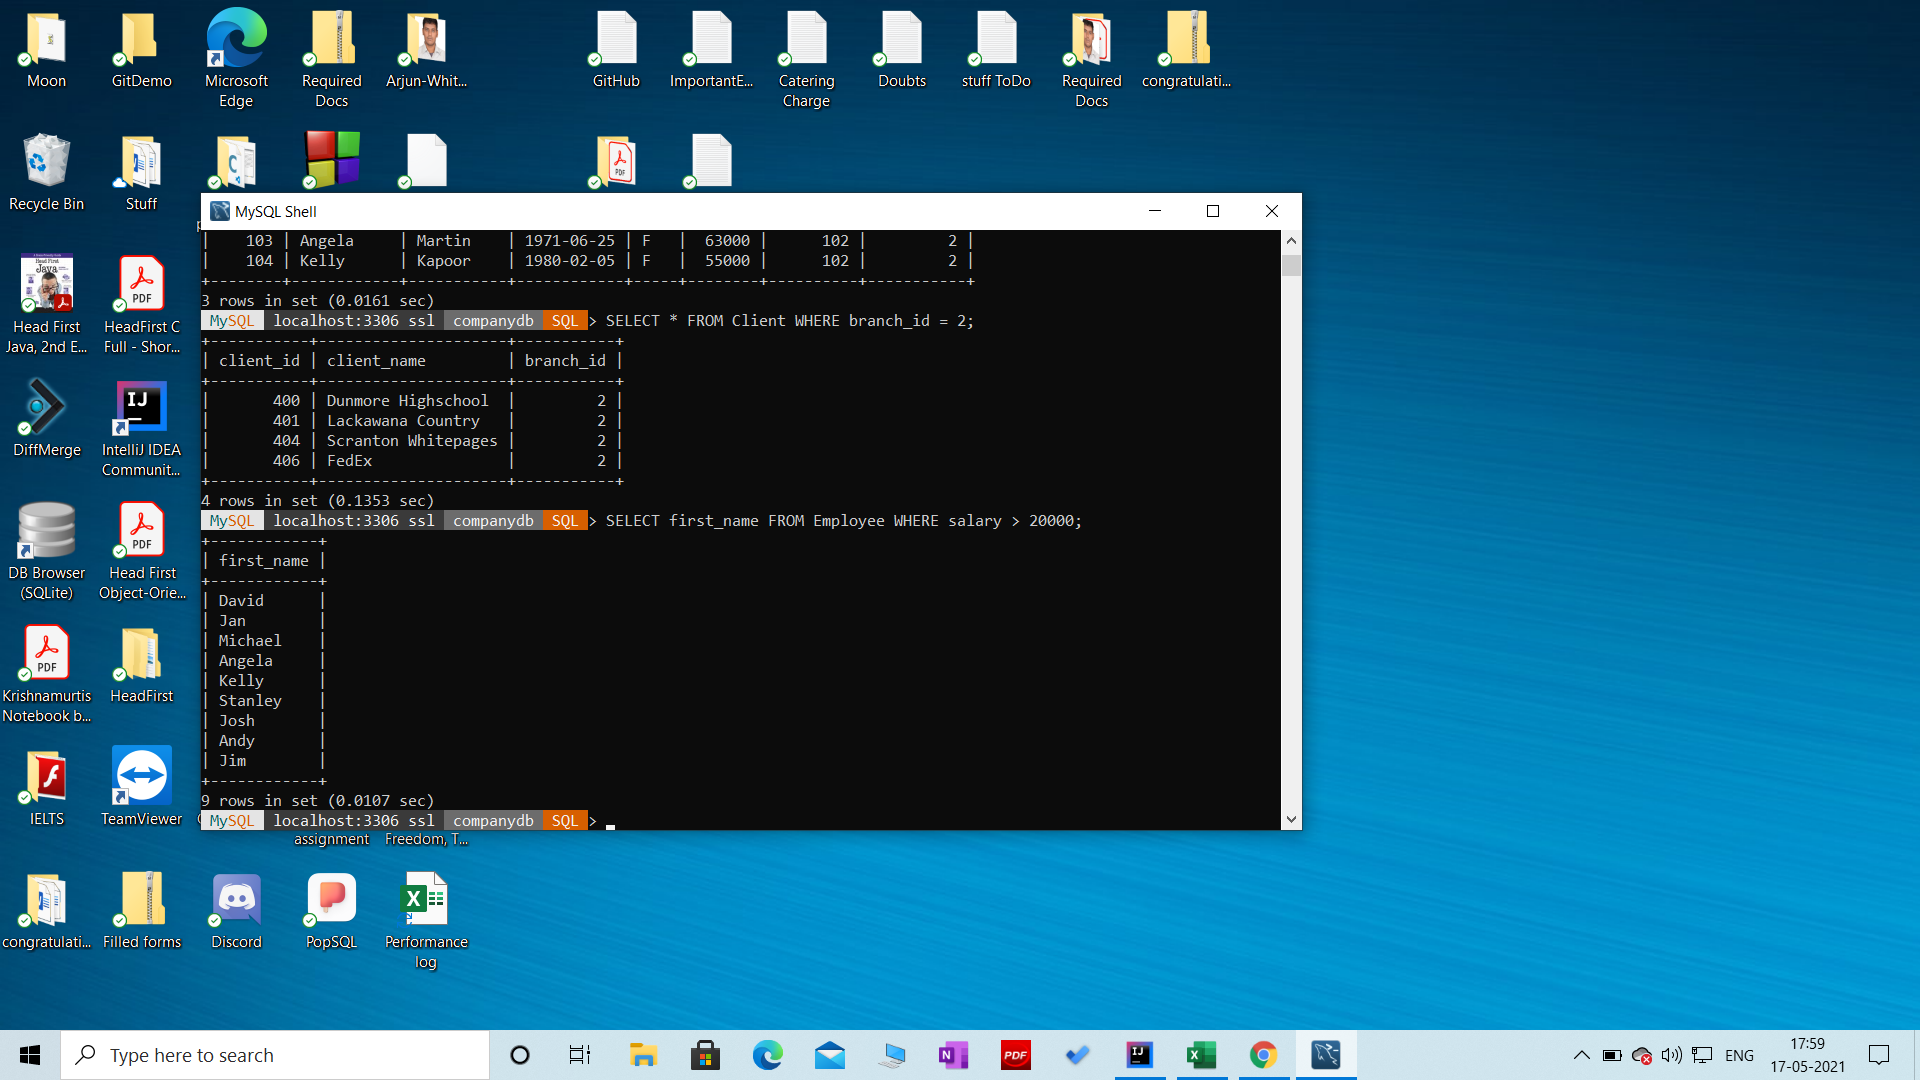 Moon
GitDemo
Microsoft
Edge
Required
Docs
Arjun-Whit...
GitHub
ImportantE...
Catering
Charge
Doubts
stuff ToDo
Required
Docs
congratulati...
Recycle Bin
Stuff
PDF
MySQL Shell
|    103 | Angela     | Martin    | 1971-06-25 | F   |  63000 |      102 |         2 |
|    104 | Kelly      | Kapoor    | 1980-02-05 | F   |  55000 |      102 |         2 |
+--------+------------+-----------+------------+-----+--------+----------+-----------+
3 rows in set (0.0161 sec)
MySQL localhost:3306 ssl companydb SQL > SELECT * FROM Client WHERE branch_id = 2;
+-----------+---------------------+-----------+
| client_id | client_name         | branch_id |
+-----------+---------------------+-----------+
|       400 | Dunmore Highschool  |         2 |
|       401 | Lackawana Country   |         2 |
|       404 | Scranton Whitepages |         2 |
|       406 | FedEx               |         2 |
+-----------+---------------------+-----------+
4 rows in set (0.1353 sec)
MySQL localhost:3306 ssl companydb SQL > SELECT first_name FROM Employee WHERE salary > 20000;
+------------+
| first_name |
+------------+
| David      |
| Jan        |
| Michael    |
| Angela     |
| Kelly      |
| Stanley    |
| Josh       |
| Andy       |
| Jim        |
+------------+
9 rows in set (0.0107 sec)
MySQL localhost:3306 ssl companydb SQL >
Head First
Java, 2nd E...
PDF
HeadFirst C
Full - Shor...
DiffMerge
IJ
IntelliJ IDEA
Communit...
DB Browser
(SQLite)
PDF
Head First
Object-Orie...
PDF
Krishnamurtis
Notebook b...
HeadFirst
IELTS
TeamViewer
assignment
Freedom, T...
congratulati...
Filled forms
Discord
PopSQL
Performance
log
Type here to search
PDF
IJ
ENG
17:59
17-05-2021